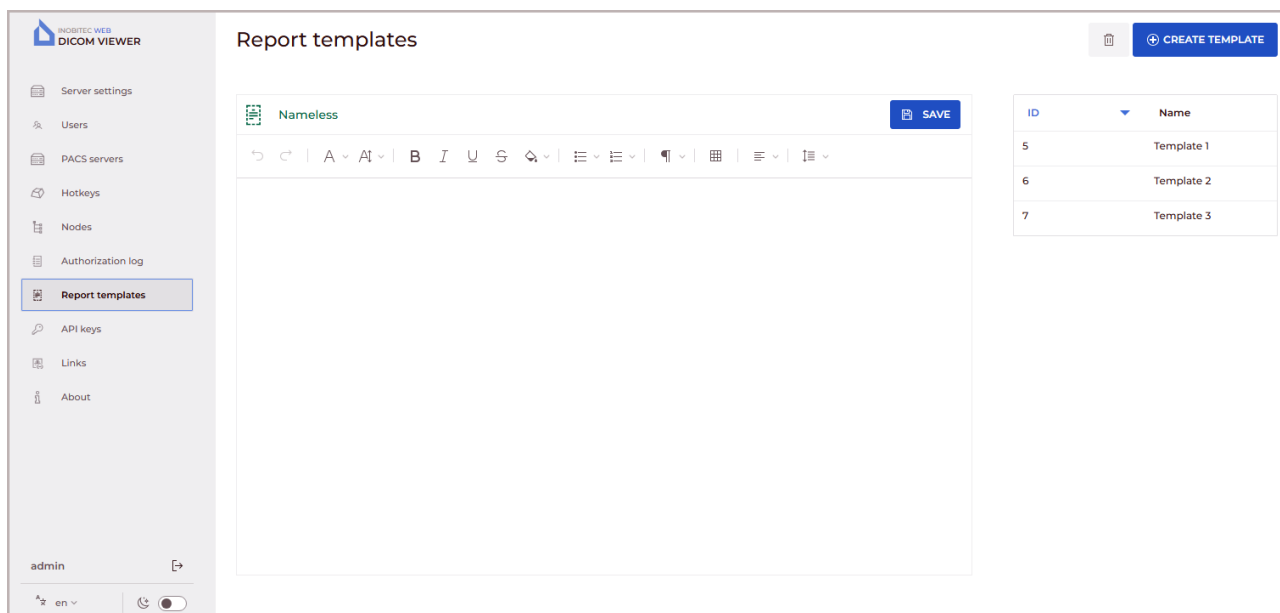 INOBITEC WEB
DICOM VIEWER
Server settings
Users
PACS servers
Hotkeys
Nodes
Authorization log
Report templates
API keys
Links
About
admin
en
Report templates
CREATE TEMPLATE
Nameless
SAVE
ID Name
5 Template 1
6 Template 2
7 Template 3